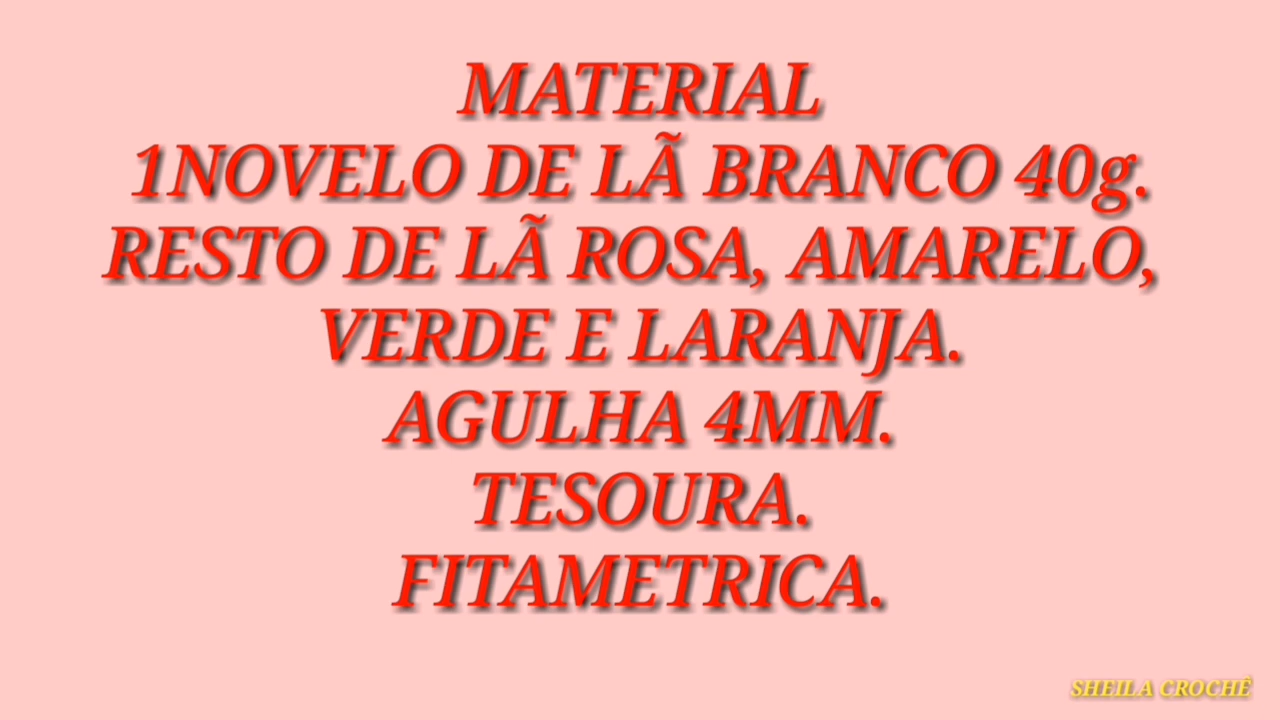 MATERIAL
1NOVELO DE LÃ BRANCO 40g.
RESTO DE LÃ ROSA, AMARELO,
VERDE E LARANJA.
AGULHA 4MM.
TESOURA.
FITAMETRICA.
SHEILA CROCHÊ